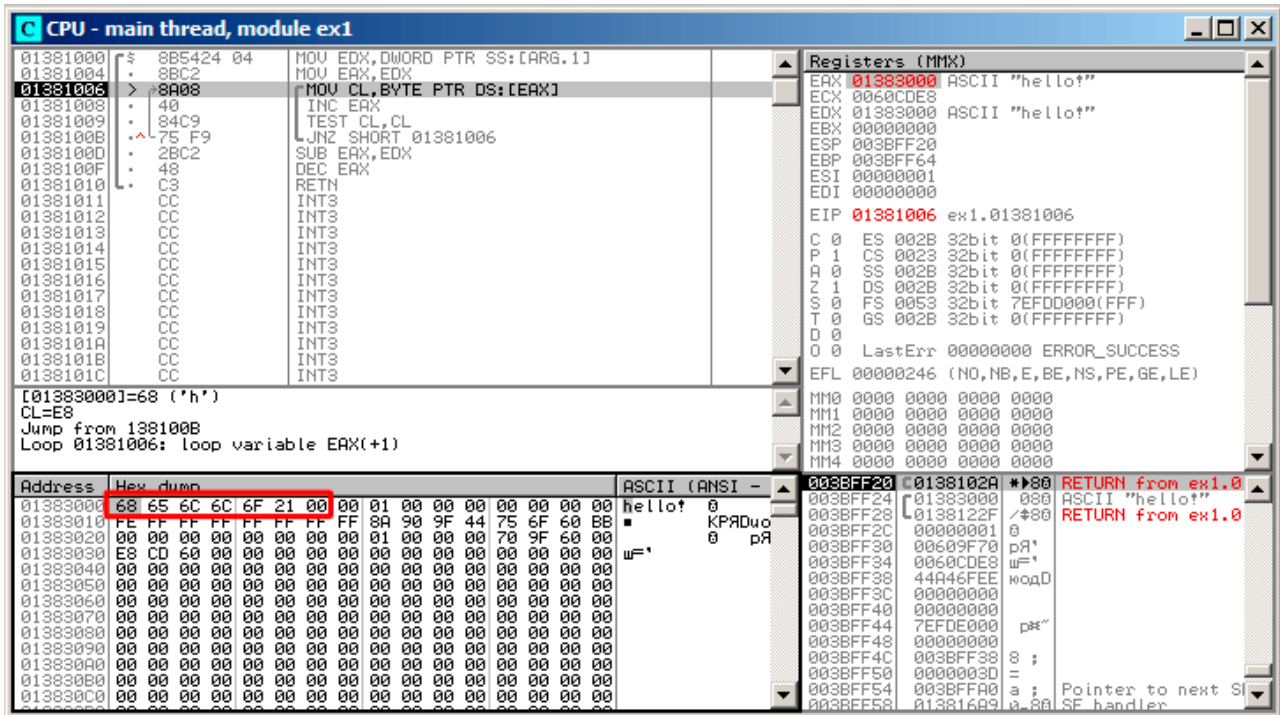 CPU - main thread, module ex1
01381000 $ 8B5424 04 MOV EDX,DWORD PTR SS:[ARG.1]
01381004 . 8BC2 MOV EAX,EDX
01381006 > 8A08 MOV CL,BYTE PTR DS:[EAX]
01381008 . 40 INC EAX
01381009 . 84C9 TEST CL,CL
0138100B .^ 75 F9 JNZ SHORT 01381006
0138100D . 2BC2 SUB EAX,EDX
0138100F . 48 DEC EAX
01381010 . C3 RETN
01381011 CC INT3
01381012 CC INT3
01381013 CC INT3
01381014 CC INT3
01381015 CC INT3
01381016 CC INT3
01381017 CC INT3
01381018 CC INT3
01381019 CC INT3
0138101A CC INT3
0138101B CC INT3
0138101C CC INT3
[01383000]=68 ('h')
CL=E8
Jump from 138100B
Loop 01381006: loop variable EAX(+1)
Registers (MMX)
EAX 01383000 ASCII "hello!"
ECX 0060CDE8
EDX 01383000 ASCII "hello!"
EBX 00000000
ESP 003BFF20
EBP 003BFF64
ESI 00000001
EDI 00000000
EIP 01381006 ex1.01381006
C 0 ES 002B 32bit 0(FFFFFFFF)
P 1 CS 0023 32bit 0(FFFFFFFF)
A 0 SS 002B 32bit 0(FFFFFFFF)
Z 1 DS 002B 32bit 0(FFFFFFFF)
S 0 FS 0053 32bit 7EFDD000(FFF)
T 0 GS 002B 32bit 0(FFFFFFFF)
D 0
O 0 LastErr 00000000 ERROR_SUCCESS
EFL 00000246 (NO,NB,E,BE,NS,PE,GE,LE)
MM0 0000 0000 0000 0000
MM1 0000 0000 0000 0000
MM2 0000 0000 0000 0000
MM3 0000 0000 0000 0000
MM4 0000 0000 0000 0000
Address Hex dump ASCII (ANSI -
01383000 68 65 6C 6C 6F 21 00 00 01 00 00 00 00 00 00 00 hello! 0
01383010 FE FF FF FF FF FF FF FF 8A 90 9F 44 75 6F 60 BB ■ КРЯDuo
01383020 00 00 00 00 00 00 00 00 01 00 00 00 70 9F 60 00 0 pЯ
01383030 E8 CD 60 00 00 00 00 00 00 00 00 00 00 00 00 00 ш=`
01383040 00 00 00 00 00 00 00 00 00 00 00 00 00 00 00 00
01383050 00 00 00 00 00 00 00 00 00 00 00 00 00 00 00 00
01383060 00 00 00 00 00 00 00 00 00 00 00 00 00 00 00 00
01383070 00 00 00 00 00 00 00 00 00 00 00 00 00 00 00 00
01383080 00 00 00 00 00 00 00 00 00 00 00 00 00 00 00 00
01383090 00 00 00 00 00 00 00 00 00 00 00 00 00 00 00 00
013830A0 00 00 00 00 00 00 00 00 00 00 00 00 00 00 00 00
013830B0 00 00 00 00 00 00 00 00 00 00 00 00 00 00 00 00
013830C0 00 00 00 00 00 00 00 00 00 00 00 00 00 00 00 00
003BFF20 0138102A *►80 RETURN from ex1.0
003BFF24 01383000 080 ASCII "hello!"
003BFF28 0138122F /‡80 RETURN from ex1.0
003BFF2C 00000001 0
003BFF30 00609F70 pЯ`
003BFF34 0060CDE8 ш=`
003BFF38 44A46FEE юoдD
003BFF3C 00000000
003BFF40 00000000
003BFF44 7EFDE000
003BFF48 00000000
003BFF4C 003BFF38 8 ;
003BFF50 0000003D =
003BFF54 003BFFA0 a ; Pointer to next S
003BFF58 013816A9 SE handler